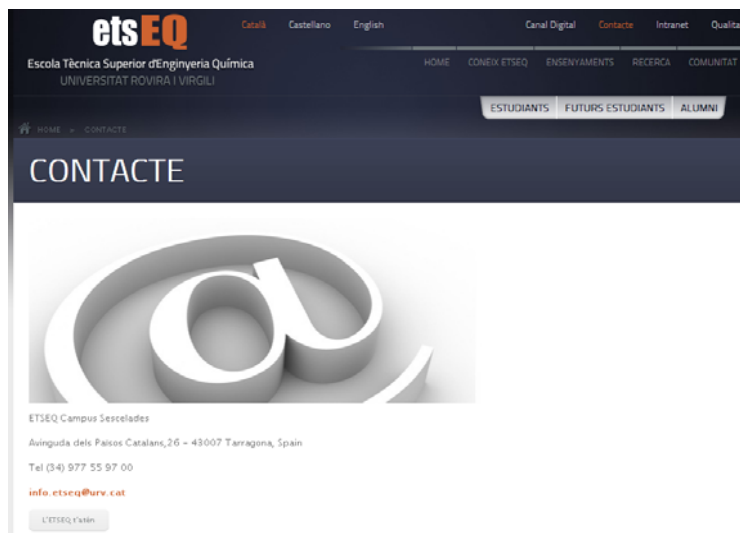 etsEQ
Català Castellano English Canal Digital Contacte Intranet Qualita
Escola Tècnica Superior d'Enginyeria Química
UNIVERSITAT ROVIRA I VIRGILI
HOME CONEIX ETSEQ ENSENYAMENTS RECERCA COMUNITAT
ESTUDIANTS FUTURS ESTUDIANTS ALUMNI
HOME » CONTACTE
CONTACTE
@
ETSEQ Campus Sescelades
Avinguda dels Països Catalans,26 – 43007 Tarragona, Spain
Tel (34) 977 55 97 00
info.etseq@urv.cat
L'ETSEQ t'atén